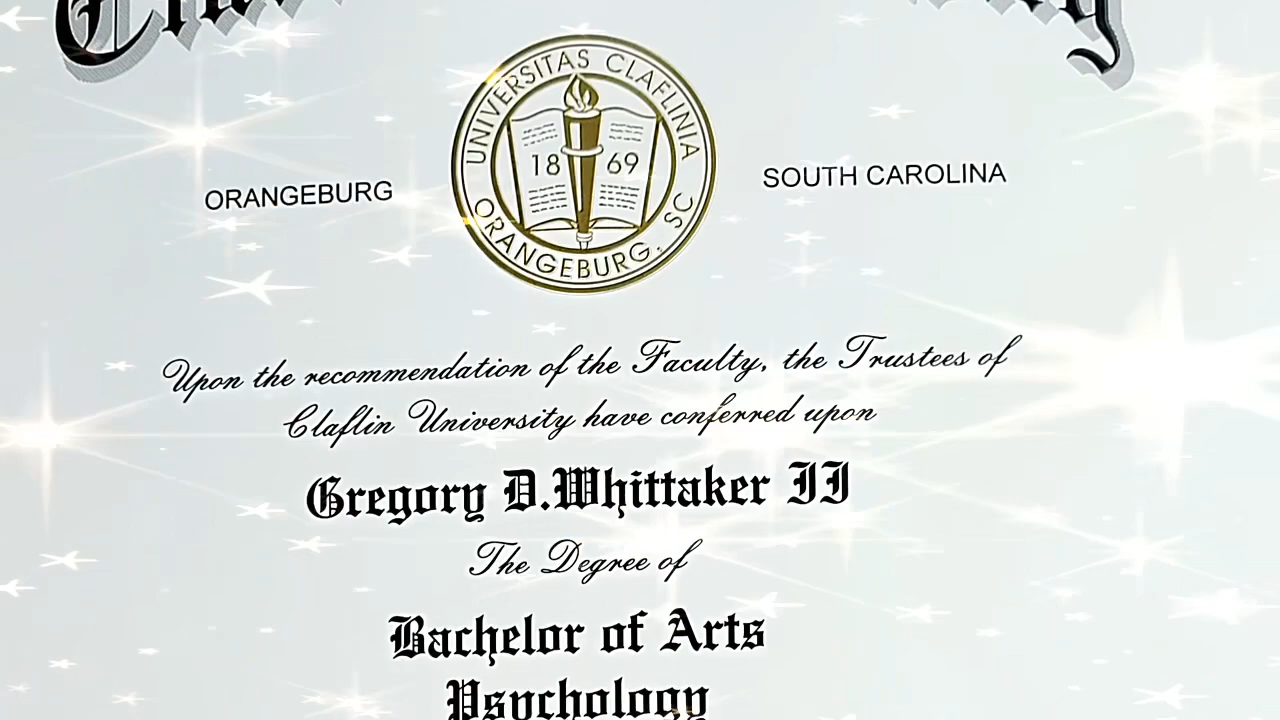 UNIVERSITAS CLAFLINIA
18 69
ORANGEBURG, SC
ORANGEBURG
SOUTH CAROLINA
Upon the recommendation of the Faculty, the Trustees of
Claflin University have conferred upon
Gregory D.Whittaker II
The Degree of
Bachelor of Arts
Psychology